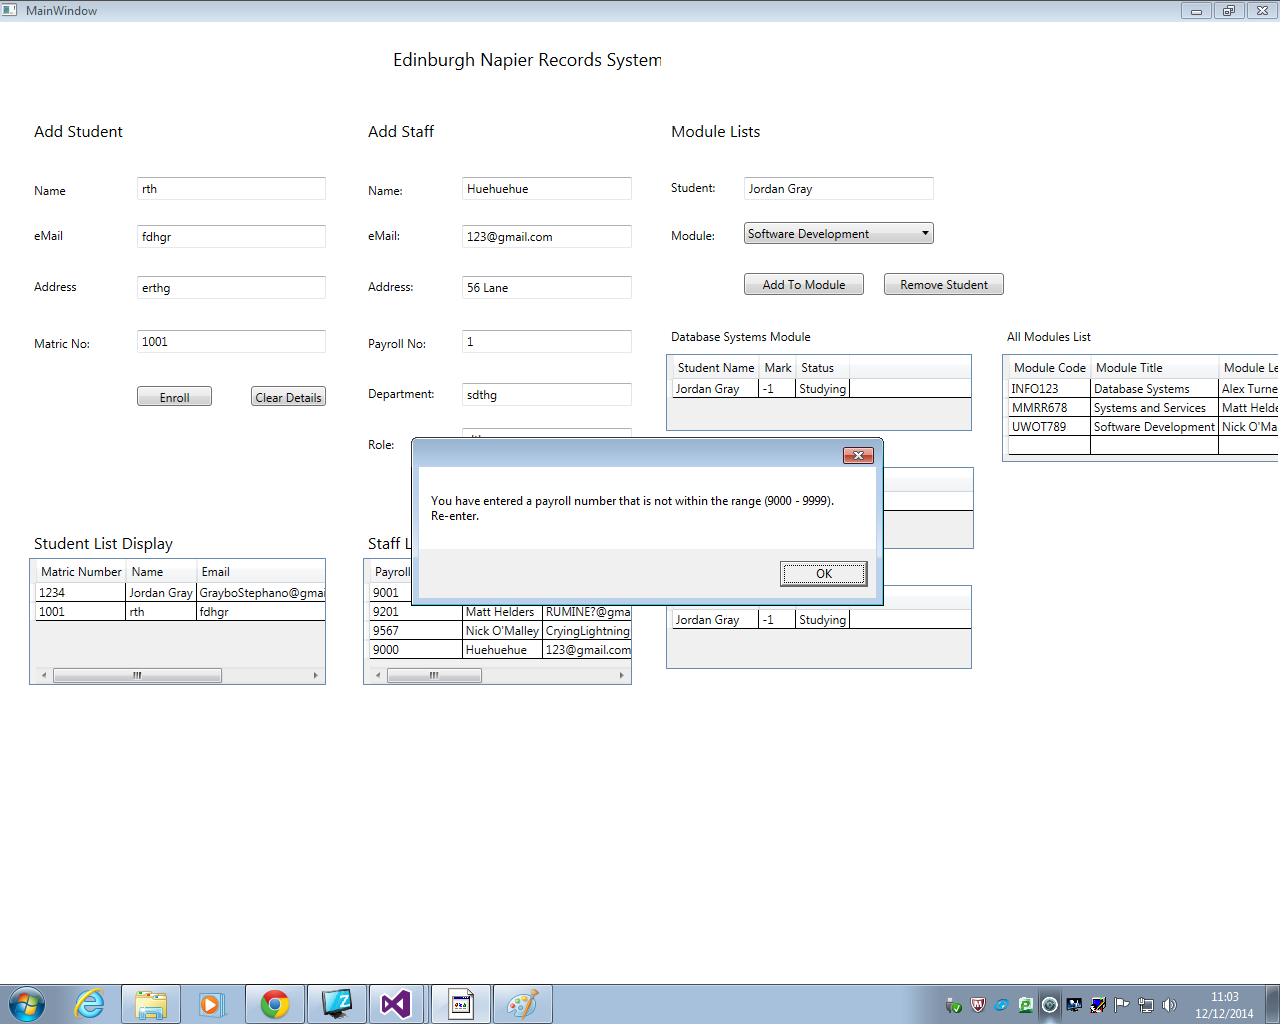 MainWindow
Edinburgh Napier Records System
Add Student
Name rth
eMail fdhgr
Address erthg
Matric No: 1001
Enroll Clear Details
Add Staff
Name: Huehuehue
eMail: 123@gmail.com
Address: 56 Lane
Payroll No: 1
Department: sdthg
Role:
Module Lists
Student: Jordan Gray
Module: Software Development
Add To Module Remove Student
Database Systems Module
Student Name Mark Status
Jordan Gray -1 Studying
All Modules List
Module Code Module Title Module Le
INFO123 Database Systems Alex Turne
MMRR678 Systems and Services Matt Helde
UWOT789 Software Development Nick O'Ma
You have entered a payroll number that is not within the range (9000 - 9999).
Re-enter.
OK
Student List Display
Matric Number Name Email
1234 Jordan Gray GrayboStephano@gmai
1001 rth fdhgr
Staff L
Payroll
9001
9201 Matt Helders RUMINE?@gma
9567 Nick O'Malley CryingLightning
9000 Huehuehue 123@gmail.com
Jordan Gray -1 Studying
11:03
12/12/2014